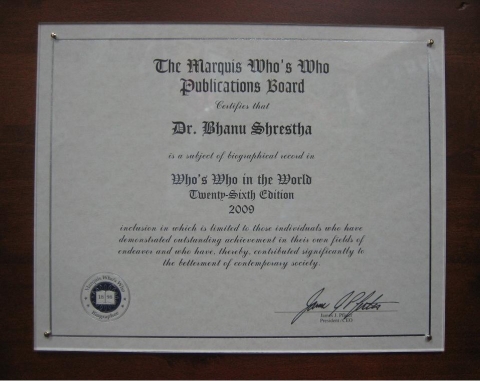 The Marquis Who's Who
Publications Board
Certifies that
Dr. Bhanu Shrestha
is a subject of biographical record in
Who's Who in the World
Twenty-Sixth Edition
2009
inclusion in which is limited to those individuals who have
demonstrated outstanding achievement in their own fields of
endeavor and who have, thereby, contributed significantly to
the betterment of contemporary society.
Marquis Who's Who